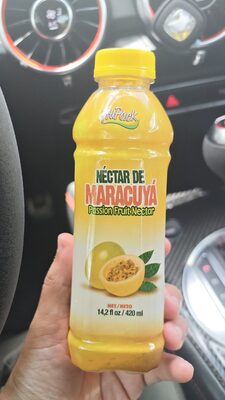 NÉCTAR DE
MARACUYÁ
Passion Fruit Nectar
NET / NETO
14,2 fl oz / 420 ml